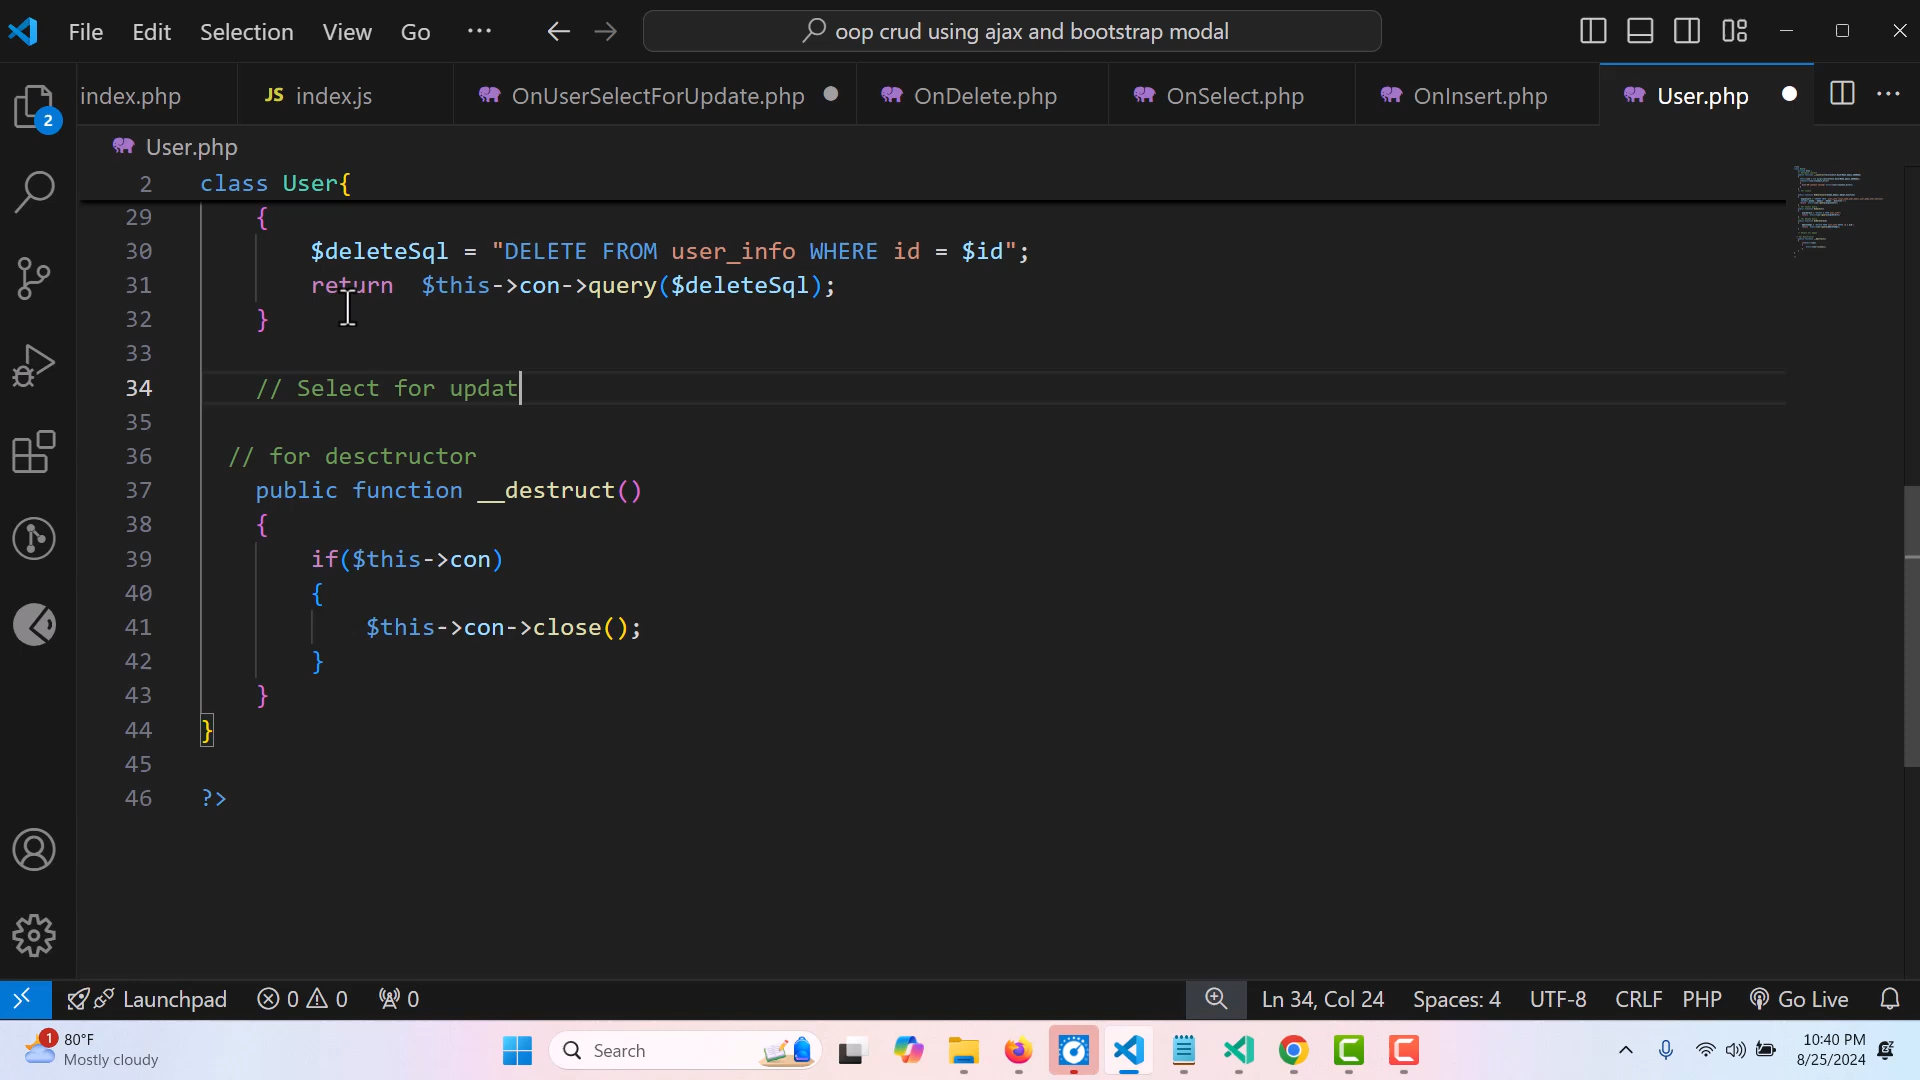 File Edit Selection View Go ··· oop crud using ajax and bootstrap modal
index.php JS index.js OnUserSelectForUpdate.php OnDelete.php OnSelect.php OnInsert.php User.php
User.php
2 class User{
29 {
30 $deleteSql = "DELETE FROM user_info WHERE id = $id";
31 return $this->con->query($deleteSql);
32 }
33
34 // Select for updat
35
36 // for desctructor
37 public function __destruct()
38 {
39 if($this->con)
40 {
41 $this->con->close();
42 }
43 }
44 }
45
46 ?>
2
Launchpad 0 0 0 Ln 34, Col 24 Spaces: 4 UTF-8 CRLF PHP Go Live
1 80°F
Mostly cloudy
Search
10:40 PM
8/25/2024